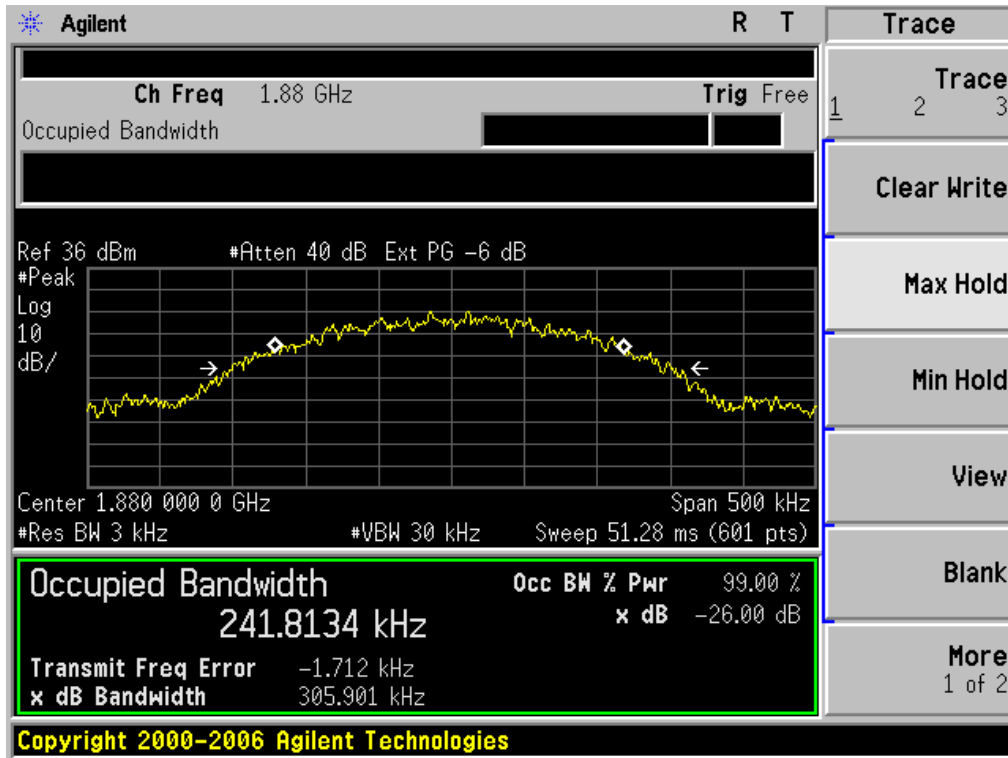 Agilent R T Trace
Ch Freq 1.88 GHz Trig Free
Occupied Bandwidth
Trace
1 2 3
Clear Write
Max Hold
Min Hold
View
Blank
More
1 of 2
Ref 36 dBm #Atten 40 dB Ext PG -6 dB
#Peak
Log
10
dB/
Center 1.880 000 0 GHz Span 500 kHz
#Res BW 3 kHz #VBW 30 kHz Sweep 51.28 ms (601 pts)
Occupied Bandwidth Occ BW % Pwr 99.00 %
241.8134 kHz x dB -26.00 dB
Transmit Freq Error -1.712 kHz
x dB Bandwidth 305.901 kHz
Copyright 2000-2006 Agilent Technologies